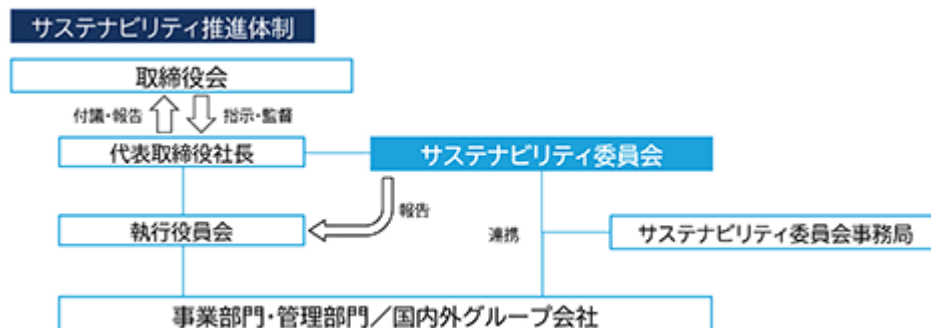 サステナビリティ推進体制
取締役会
付議・報告
指示・監督
代表取締役社長
サステナビリティ委員会
報告
執行役員会
連携
サステナビリティ委員会事務局
事業部門・管理部門／国内外グループ会社